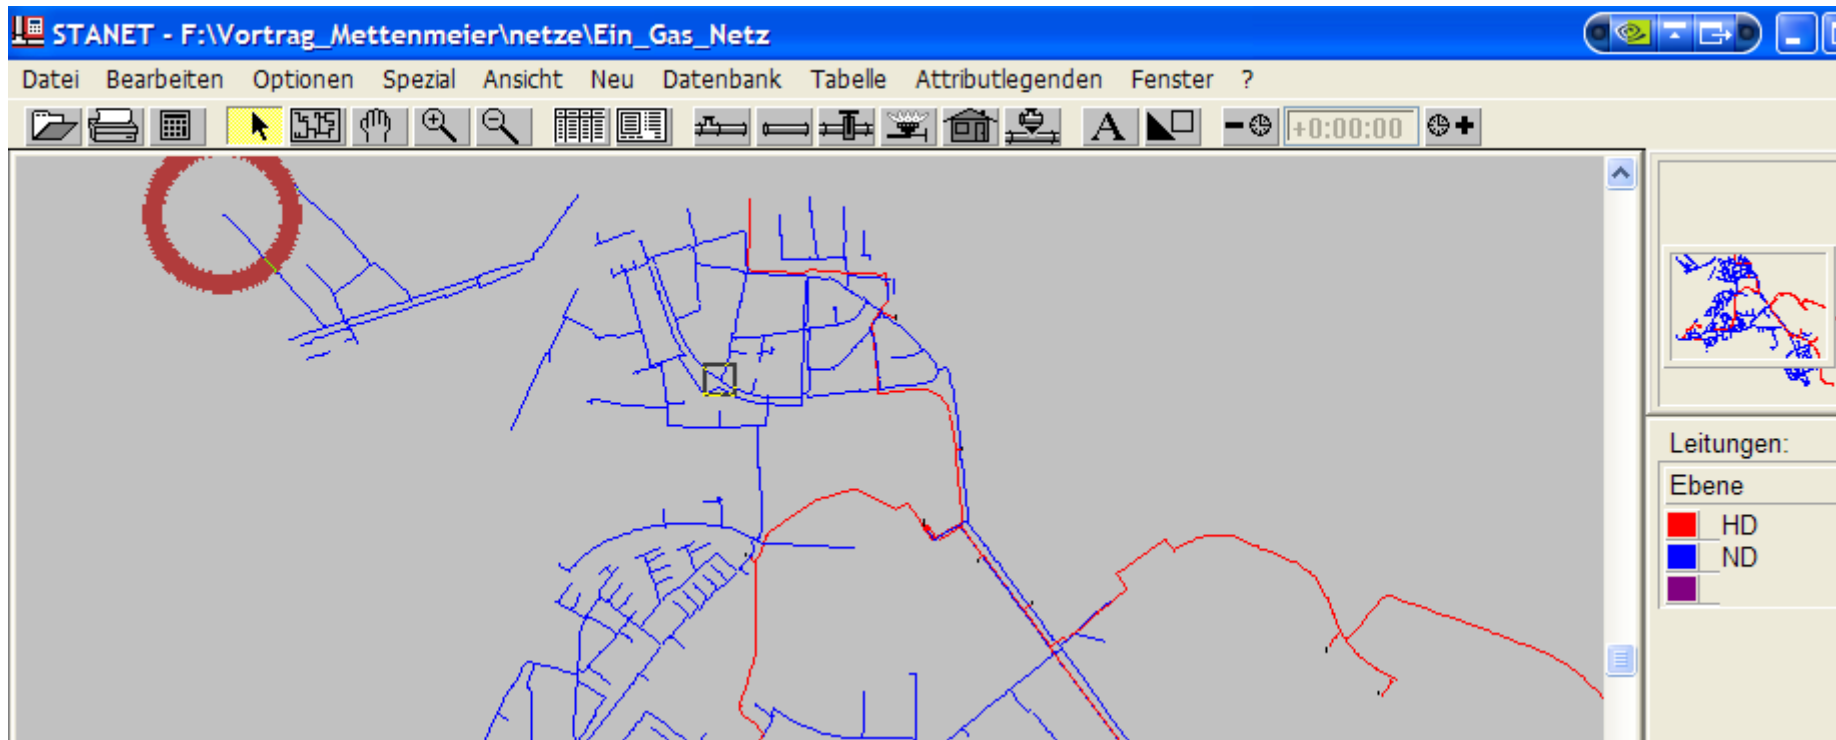 STANET - F:\Vortrag_Mettenmeier\netze\Ein_Gas_Netz
Datei Bearbeiten Optionen Spezial Ansicht Neu Datenbank Tabelle Attributlegenden Fenster ?
A +0:00:00
Leitungen:
Ebene
HD
ND